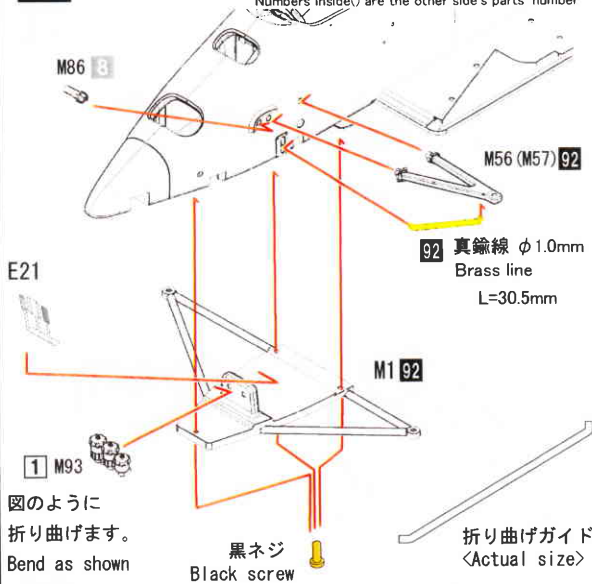 Numbers inside() are the other side's parts' number
M86 8
M56 (M57) 92
92 真鍮線 φ1.0mm
Brass line
L=30.5mm
E21
M1 92
1 M93
図のように
折り曲げます。
Bend as shown
黒ネジ
Black screw
折り曲げガイド
<Actual size>